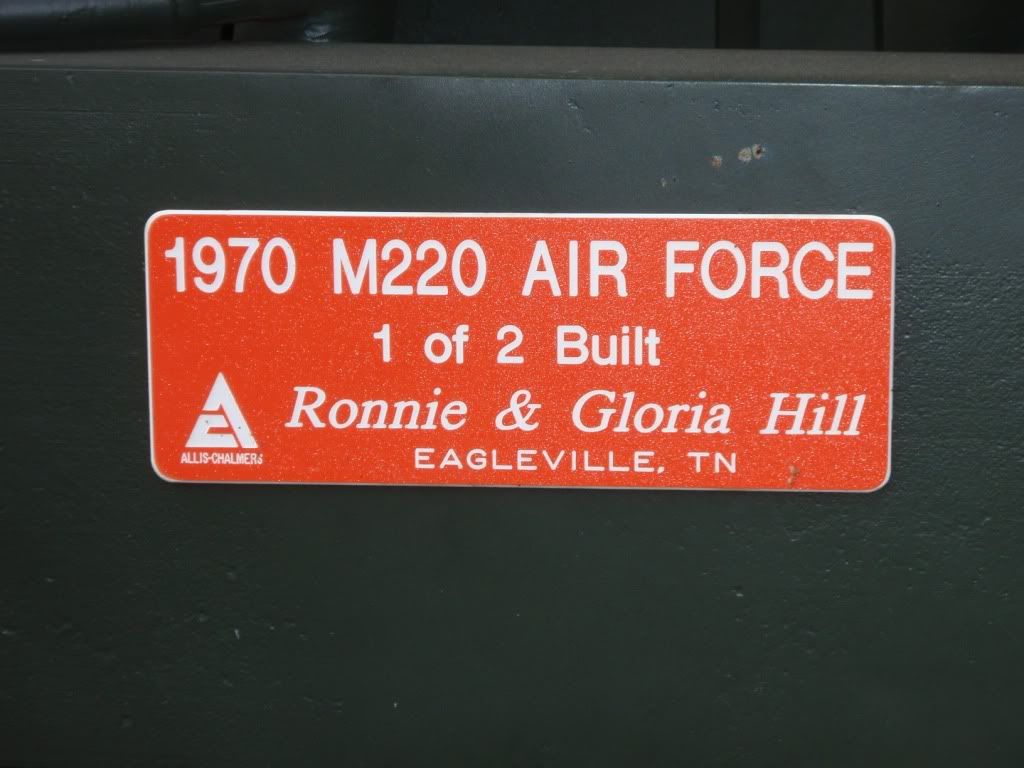 1970 M220 AIR FORCE
1 of 2 Built
Ronnie & Gloria Hill
ALLIS-CHALMERS
EAGLEVILLE, TN